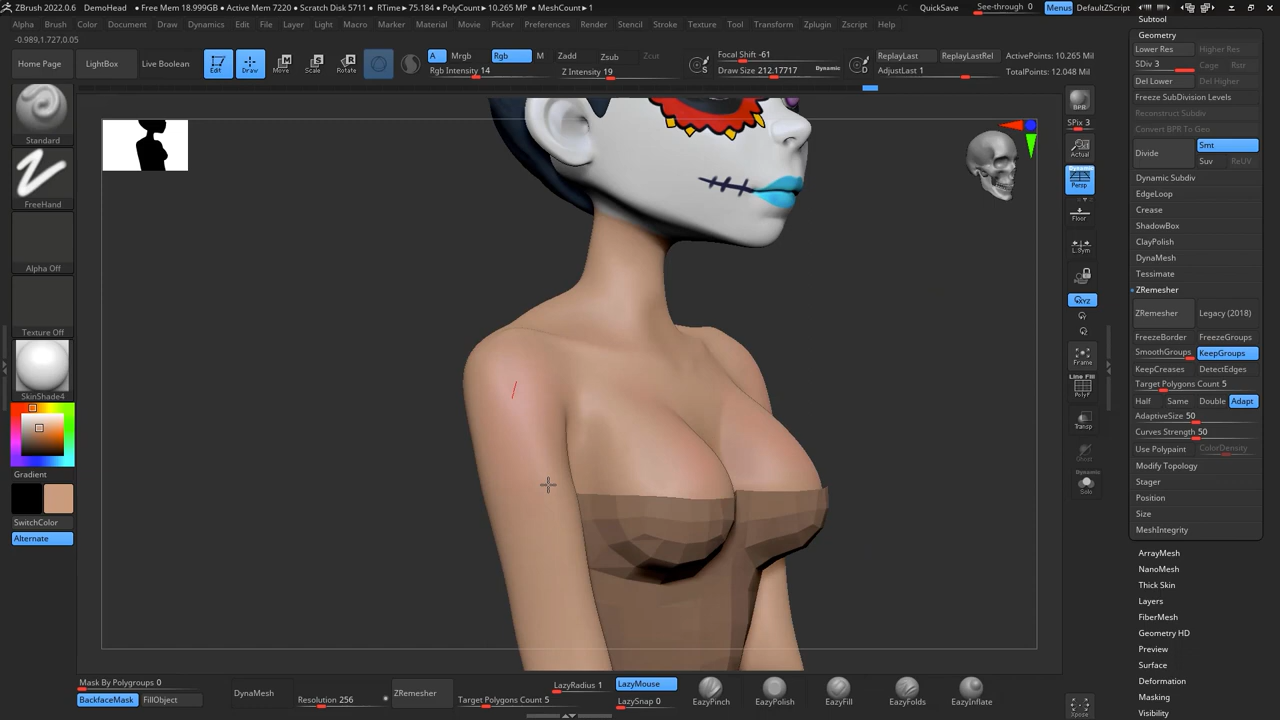 ZBrush 2022.0.6 DemoHead • Free Mem 18.999GB • Active Mem 7220 • Scratch Disk 5711 • RTime ▸ 75.184 • PolyCount ▸ 10.265 MP • MeshCount ▸ 1
AC QuickSave See-through 0 Menus DefaultZScript
Alpha Brush Color Document Draw Dynamics Edit File Layer Light Macro Marker Material Movie Picker Preferences Render Stencil Stroke Texture Tool Transform Zplugin Zscript Help
-0.989,1.727,0.05
Home Page
LightBox
Live Boolean
Edit
Draw
Move
Scale
Rotate
A
Mrgb
Rgb
M
Rgb Intensity 14
Zadd
Zsub
Zcut
Z Intensity 19
S
Focal Shift -61
Draw Size 212.17717
Dynamic
D
ReplayLast
ReplayLastRel
AdjustLast 1
ActivePoints: 10.265 Mil
TotalPoints: 12.048 Mil
Standard
FreeHand
Alpha Off
Texture Off
SkinShade4
Gradient
SwitchColor
Alternate
BPR
SPix 3
Actual
Persp
Floor
L.Sym
XYZ
Frame
Line Fill
PolyF
Transp
Ghost
Dynamic
Solo
Xpose
Subtool
Geometry
Lower Res
Higher Res
SDiv 3
Cage
Rstr
Del Lower
Del Higher
Freeze SubDivision Levels
Reconstruct Subdiv
Convert BPR To Geo
Divide
Smt
Suv
ReUV
Dynamic Subdiv
EdgeLoop
Crease
ShadowBox
ClayPolish
DynaMesh
Tessimate
ZRemesher
ZRemesher
Legacy (2018)
FreezeBorder
FreezeGroups
SmoothGroups
KeepGroups
KeepCreases
DetectEdges
Target Polygons Count 5
Half
Same
Double
Adapt
AdaptiveSize 50
Curves Strength 50
Use Polypaint
ColorDensity
Modify Topology
Stager
Position
Size
MeshIntegrity
ArrayMesh
NanoMesh
Thick Skin
Layers
FiberMesh
Geometry HD
Preview
Surface
Deformation
Masking
Visibility
Mask By Polygroups 0
BackfaceMask
FillObject
DynaMesh
Resolution 256
ZRemesher
Target Polygons Count 5
LazyRadius 1
LazyMouse
LazySnap 0
EazyPinch
EazyPolish
EazyFill
EazyFolds
EazyInflate